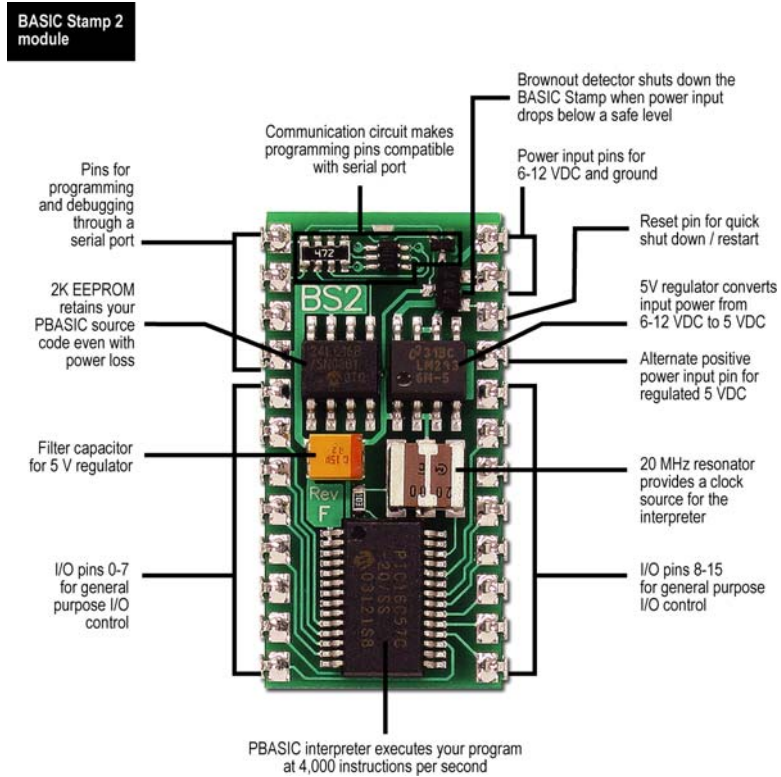 BASIC Stamp 2
module
Brownout detector shuts down the
BASIC Stamp when power input
drops below a safe level
Communication circuit makes
programming pins compatible
with serial port
Power input pins for
6-12 VDC and ground
Pins for
programming
and debugging
through a
serial port
Reset pin for quick
shut down / restart
2K EEPROM
retains your
PBASIC source
code even with
power loss
5V regulator converts
input power from
6-12 VDC to 5 VDC
Alternate positive
power input pin for
regulated 5 VDC
472
BS2
Filter capacitor
for 5 V regulator
20 MHz resonator
provides a clock
source for the
interpreter
Rev
F
PIC16C57C
-20/SS
I/O pins 0-7
for general
purpose I/O
control
I/O pins 8-15
for general purpose
I/O control
PBASIC interpreter executes your program
at 4,000 instructions per second